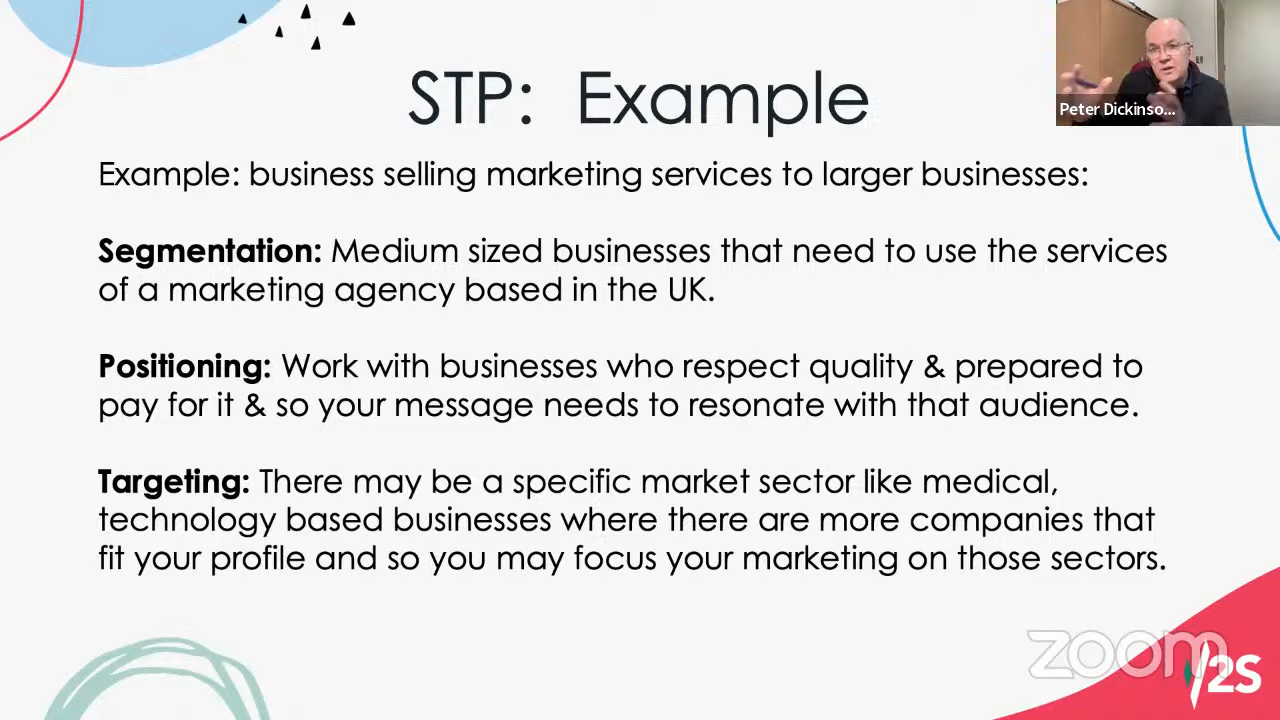 STP: Example
Peter Dickinso...
Example: business selling marketing services to larger businesses:
Segmentation: Medium sized businesses that need to use the services
of a marketing agency based in the UK.
Positioning: Work with businesses who respect quality & prepared to
pay for it & so your message needs to resonate with that audience.
Targeting: There may be a specific market sector like medical,
technology based businesses where there are more companies that
fit your profile and so you may focus your marketing on those sectors.
zoom
2S